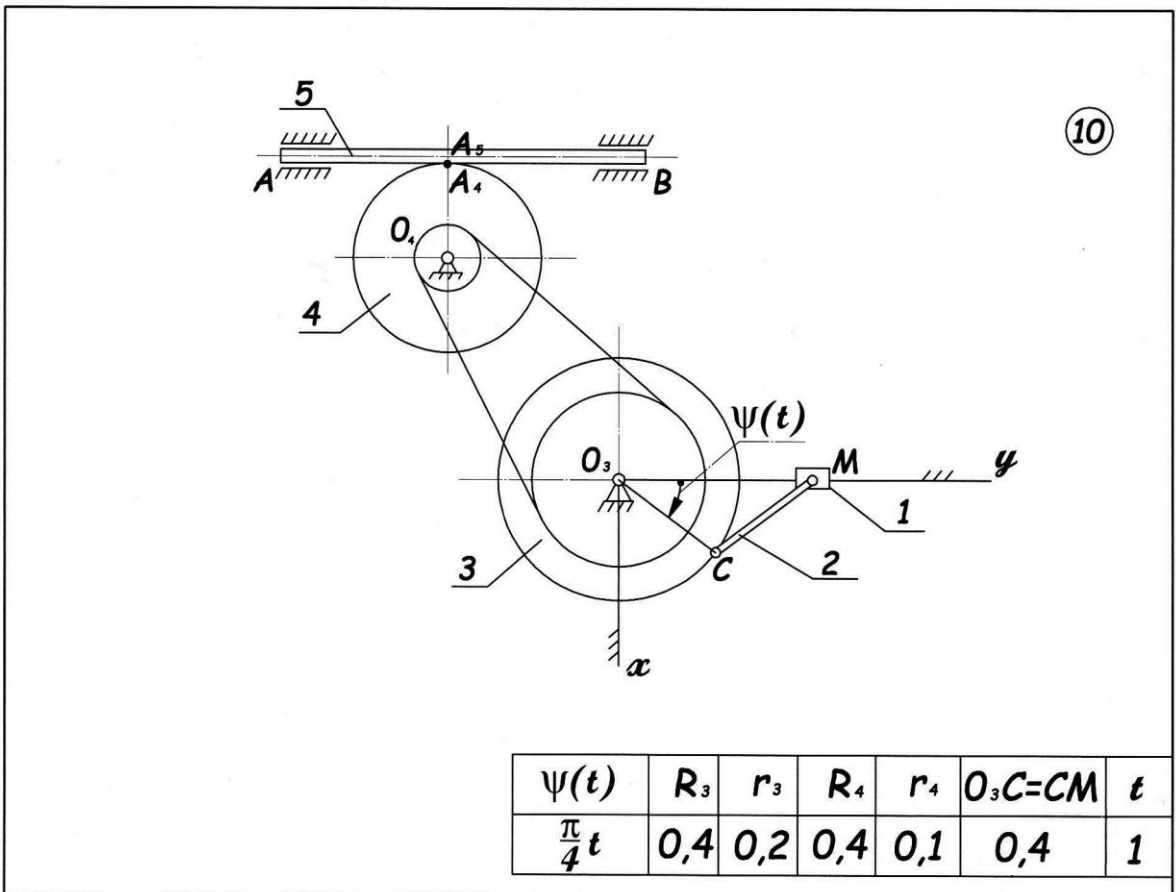 5
10
A₅
A
A₄
B
O₄
4
ψ(t)
O₃
M
y
1
3
C
2
x
ψ(t) R₃ r₃ R₄ r₄ O₃C=CM t
π/4 t 0,4 0,2 0,4 0,1 0,4 1